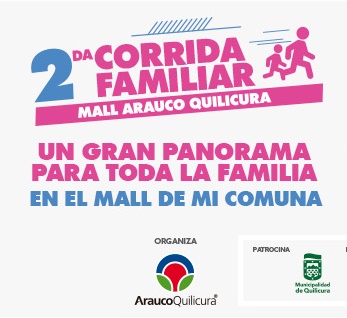 2DA CORRIDA
FAMILIAR
MALL ARAUCO QUILICURA
UN GRAN PANORAMA
PARA TODA LA FAMILIA
EN EL MALL DE MI COMUNA
ORGANIZA
AraucoQuilicura®
PATROCINA
Municipalidad
de Quilicura